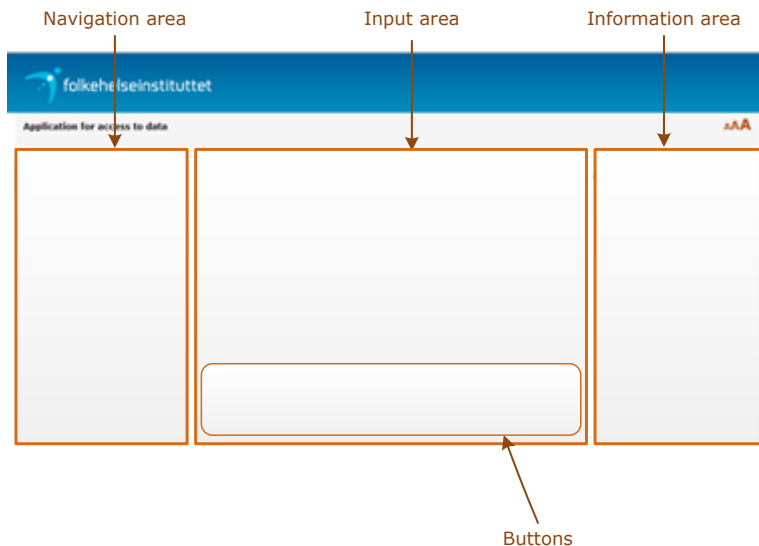 Navigation area
Input area
Information area
folkehelseinstituttet
Application for access to data
AAA
Buttons